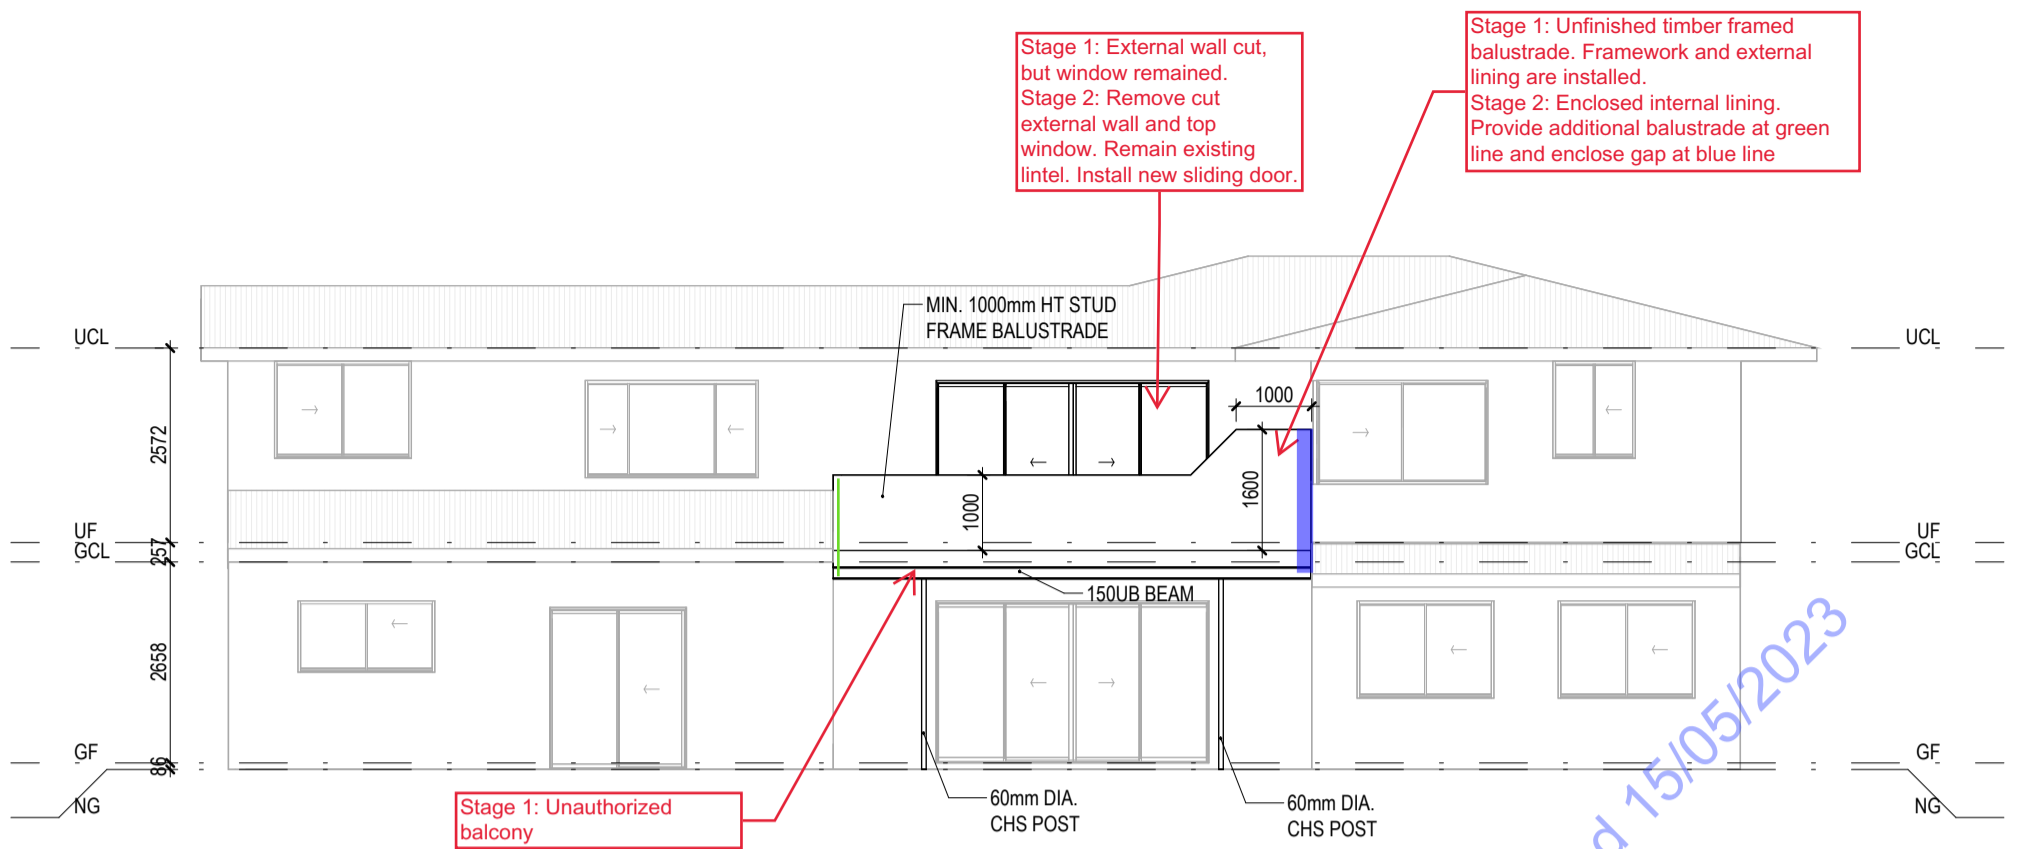 Stage 1: External wall cut,
but window remained.
Stage 2: Remove cut
external wall and top
window. Remain existing
lintel. Install new sliding door.
Stage 1: Unfinished timber framed
balustrade. Framework and external
lining are installed.
Stage 2: Enclosed internal lining.
Provide additional balustrade at green
line and enclose gap at blue line
MIN. 1000mm HT STUD
FRAME BALUSTRADE
UCL
UCL
1000
2572
1000
1600
UF
GCL
257
UF
GCL
150UB BEAM
2658
GF
86
NG
GF
NG
Stage 1: Unauthorized
balcony
60mm DIA.
CHS POST
60mm DIA.
CHS POST
d 15/05/2023